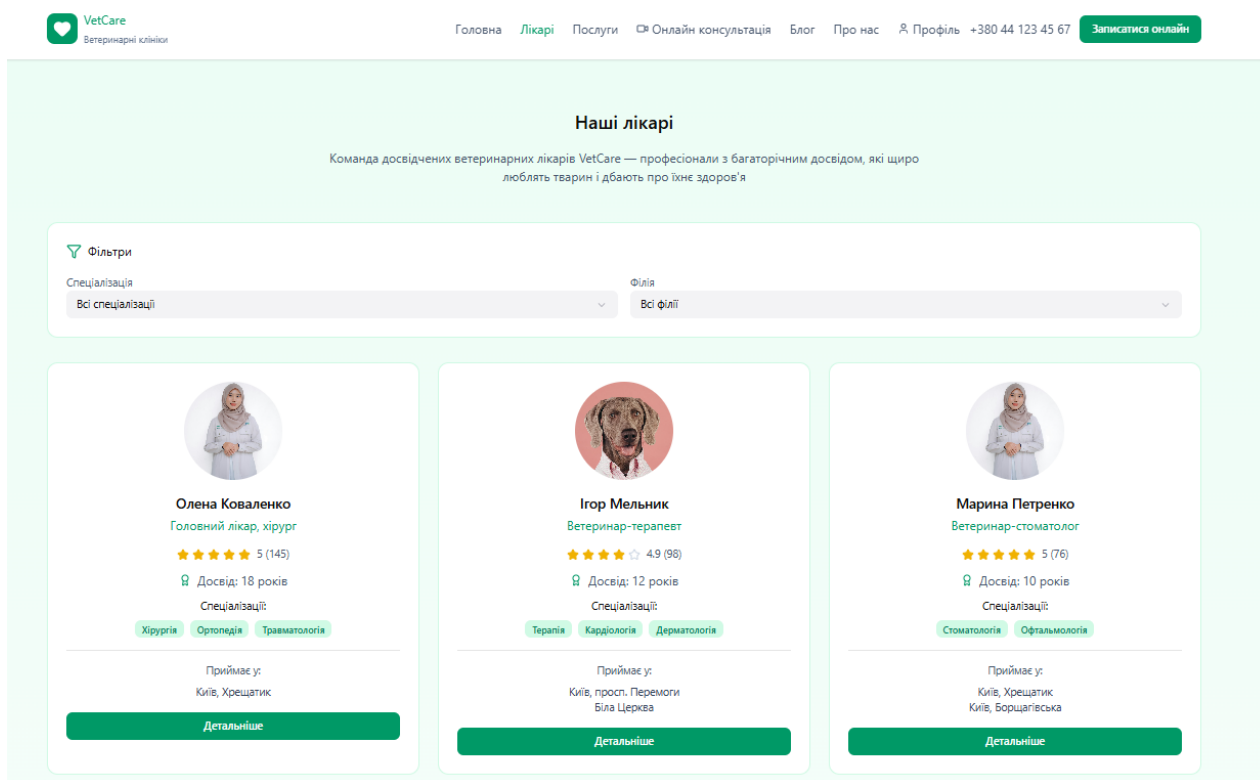 VetCare
Ветеринарні клініки
Головна Лікарі Послуги Онлайн консультація Блог Про нас Профіль +380 44 123 45 67 Записатися онлайн
Наші лікарі
Команда досвідчених ветеринарних лікарів VetCare — професіонали з багаторічним досвідом, які щиро
люблять тварин і дбають про їхнє здоров'я
Фільтри
Спеціалізація Філія
Всі спеціалізації Всі філії
Олена Коваленко
Головний лікар, хірург
5 (145)
Досвід: 18 років
Спеціалізації:
Хірургія Ортопедія Травматологія
Приймає у:
Київ, Хрещатик
Детальніше
Ігор Мельник
Ветеринар-терапевт
4.9 (98)
Досвід: 12 років
Спеціалізації:
Терапія Кардіологія Дерматологія
Приймає у:
Київ, просп. Перемоги
Біла Церква
Детальніше
Марина Петренко
Ветеринар-стоматолог
5 (76)
Досвід: 10 років
Спеціалізації:
Стоматологія Офтальмологія
Приймає у:
Київ, Хрещатик
Київ, Борщагівська
Детальніше